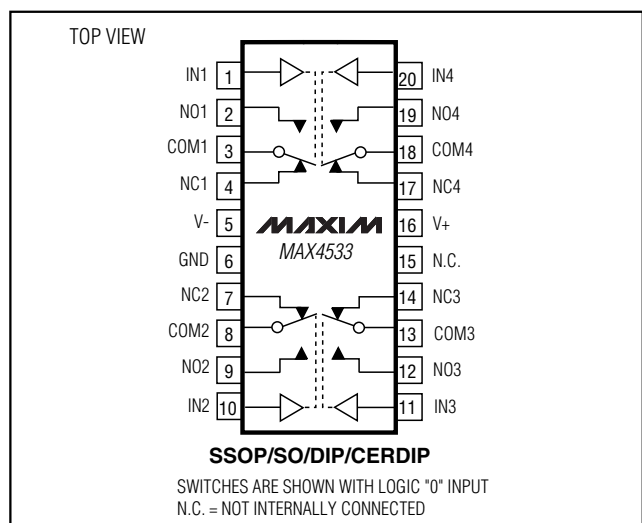 TOP VIEW
IN1 1 20 IN4
NO1 2 19 NO4
COM1 3 18 COM4
NC1 4 17 NC4
V- 5 MAXIM 16 V+
GND 6 MAX4533 15 N.C.
NC2 7 14 NC3
COM2 8 13 COM3
NO2 9 12 NO3
IN2 10 11 IN3
SSOP/SO/DIP/CERDIP
SWITCHES ARE SHOWN WITH LOGIC "0" INPUT
N.C. = NOT INTERNALLY CONNECTED